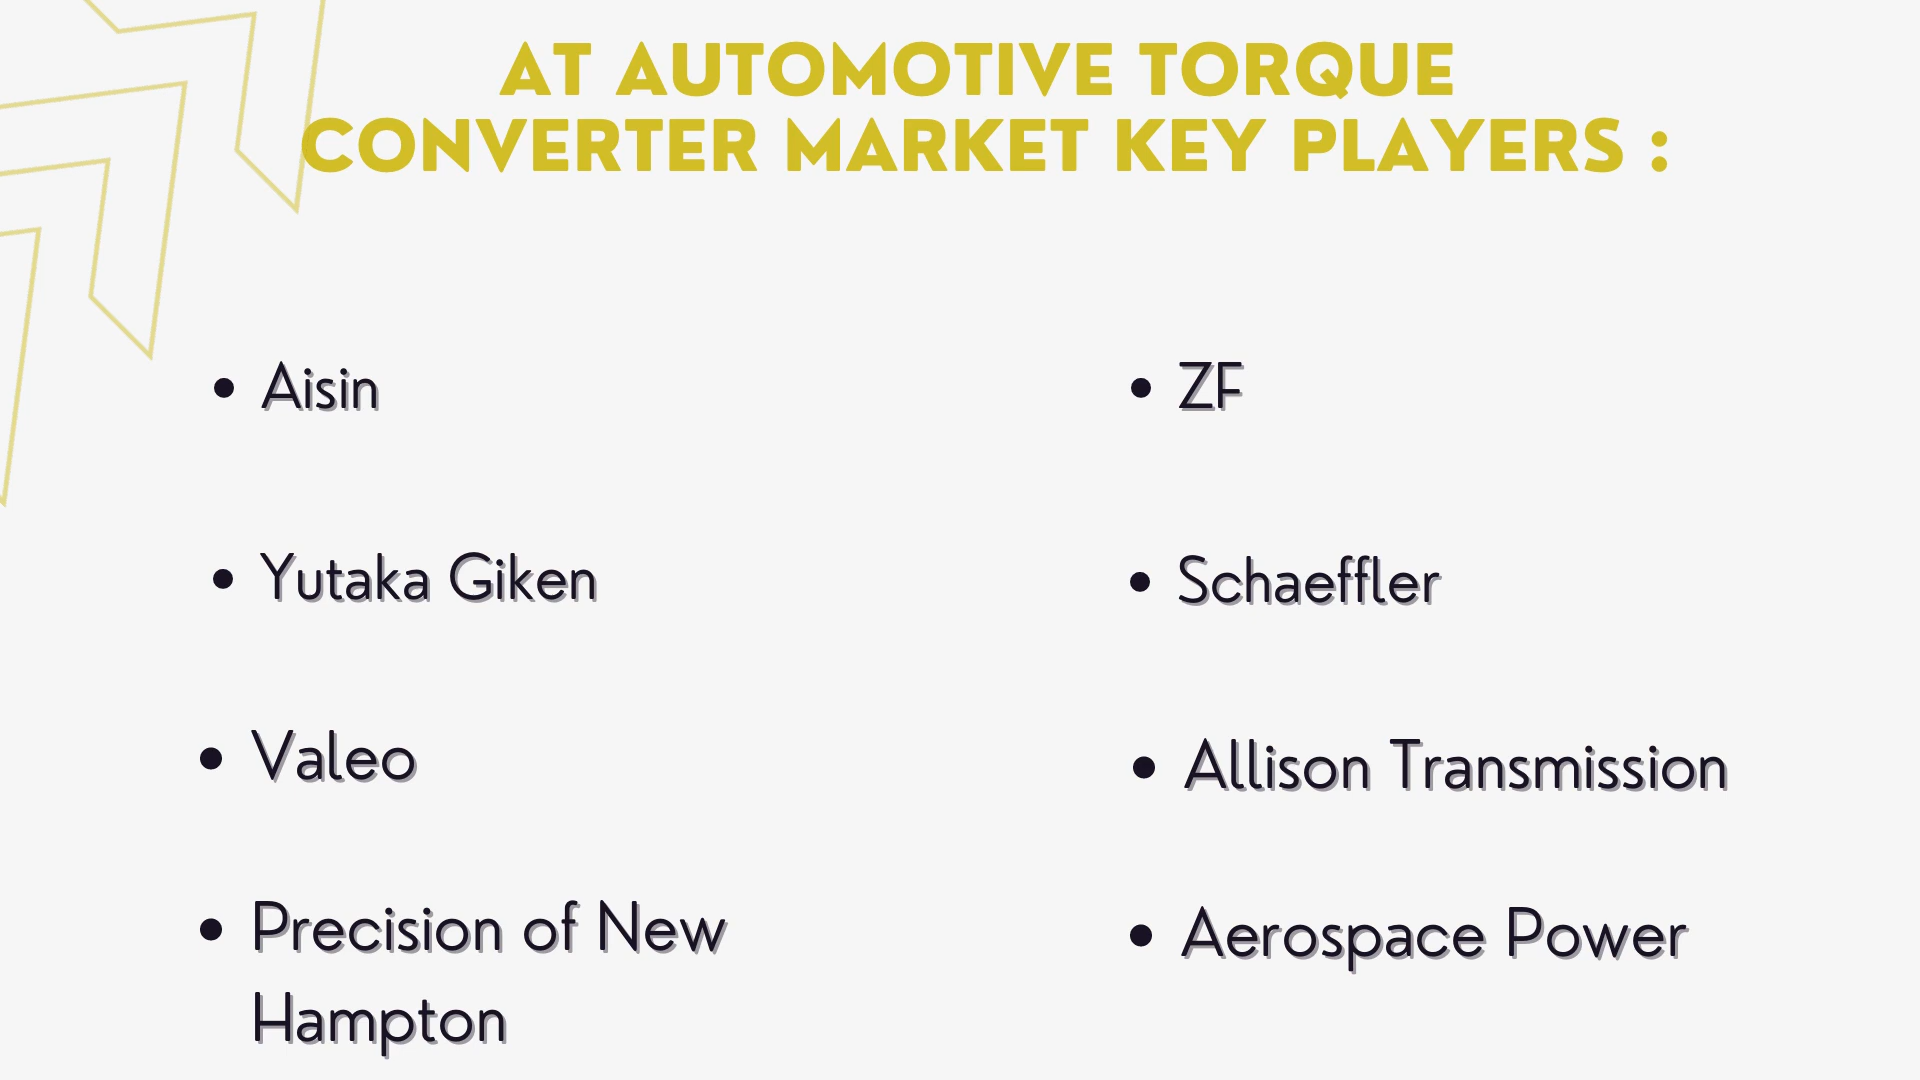 AT AUTOMOTIVE TORQUE
CONVERTER MARKET KEY PLAYERS :
• Aisin
• Yutaka Giken
• Valeo
• Precision of New
Hampton
• ZF
• Schaeffler
• Allison Transmission
• Aerospace Power